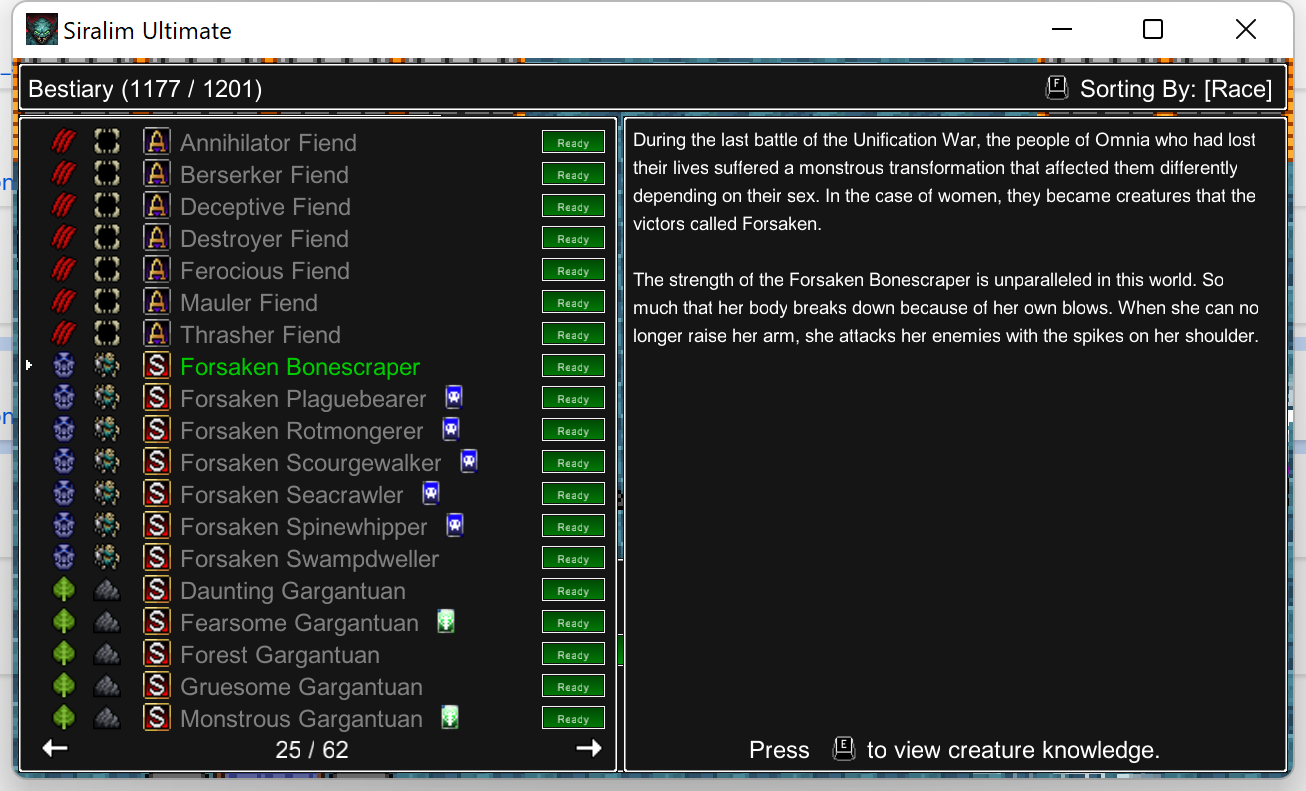 Siralim Ultimate
Bestiary (1177 / 1201)
F Sorting By: [Race]
A Annihilator Fiend Ready
A Berserker Fiend Ready
A Deceptive Fiend Ready
A Destroyer Fiend Ready
A Ferocious Fiend Ready
A Mauler Fiend Ready
A Thrasher Fiend Ready
S Forsaken Bonescraper Ready
S Forsaken Plaguebearer Ready
S Forsaken Rotmongerer Ready
S Forsaken Scourgewalker Ready
S Forsaken Seacrawler Ready
S Forsaken Spinewhipper Ready
S Forsaken Swampdweller Ready
S Daunting Gargantuan Ready
S Fearsome Gargantuan Ready
S Forest Gargantuan Ready
S Gruesome Gargantuan Ready
S Monstrous Gargantuan Ready
25 / 62
During the last battle of the Unification War, the people of Omnia who had lost
their lives suffered a monstrous transformation that affected them differently
depending on their sex. In the case of women, they became creatures that the
victors called Forsaken.
The strength of the Forsaken Bonescraper is unparalleled in this world. So
much that her body breaks down because of her own blows. When she can no
longer raise her arm, she attacks her enemies with the spikes on her shoulder.
Press E to view creature knowledge.